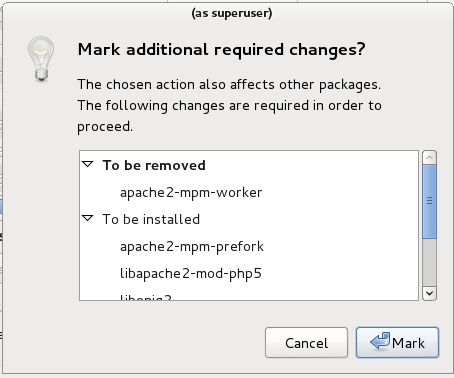 (as superuser)
Mark additional required changes?
The chosen action also affects other packages.
The following changes are required in order to
proceed.
To be removed
apache2-mpm-worker
To be installed
apache2-mpm-prefork
libapache2-mod-php5
Cancel
Mark